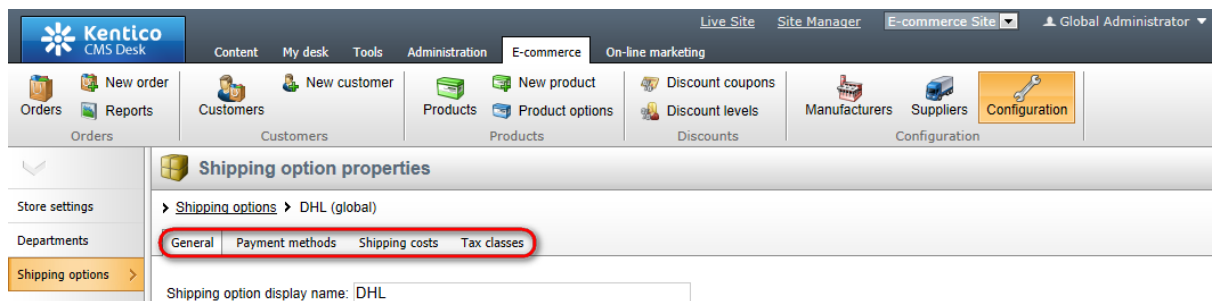 Kentico
CMS Desk
Live Site Site Manager E-commerce Site Global Administrator
Content My desk Tools Administration E-commerce On-line marketing
Orders New order Reports
Customers New customer
Products New product Product options
Discount coupons Discount levels
Manufacturers Suppliers Configuration
Orders Customers Products Discounts Configuration
Shipping option properties
Store settings
Shipping options > DHL (global)
Departments
General Payment methods Shipping costs Tax classes
Shipping options >
Shipping option display name: DHL